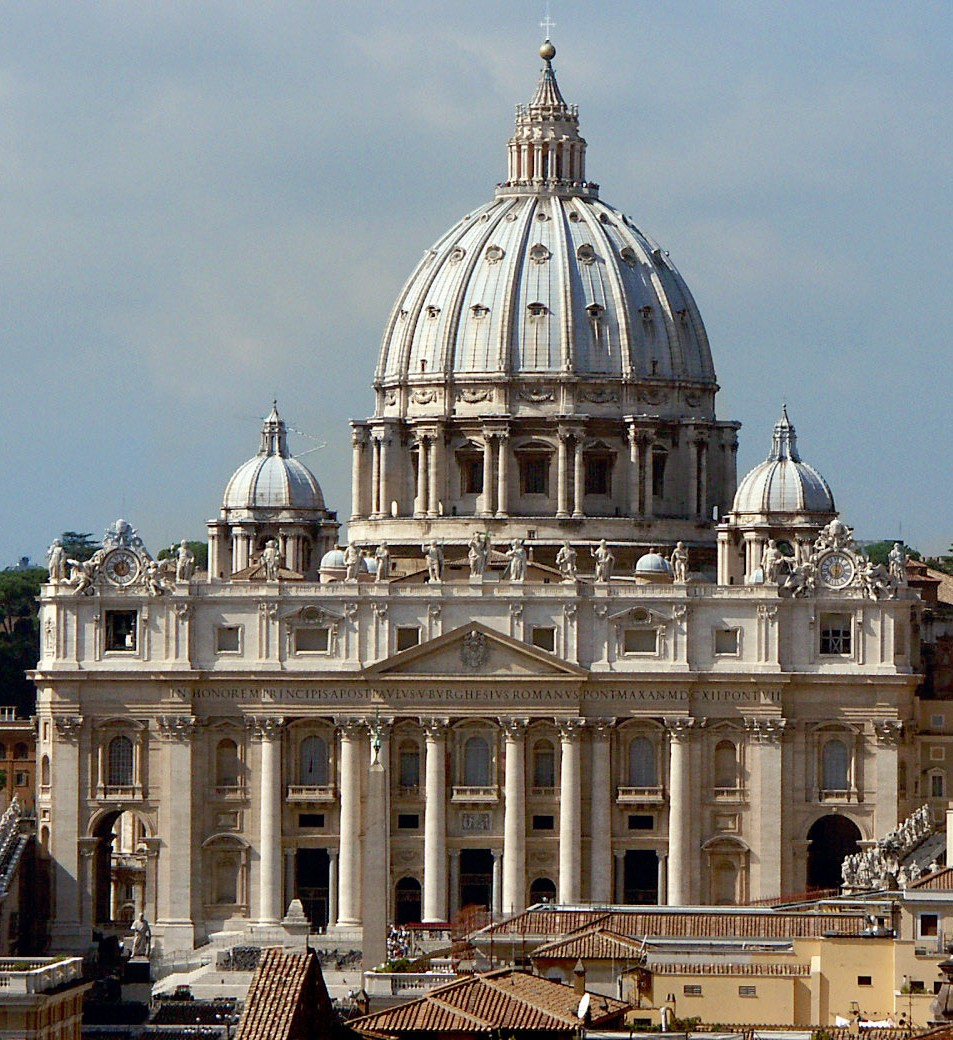 IN HONOREM PRINCIPIS APOST PAVLVS V BVRGHESIVS ROMANVS PONT MAX AN MDCXII PONT VII